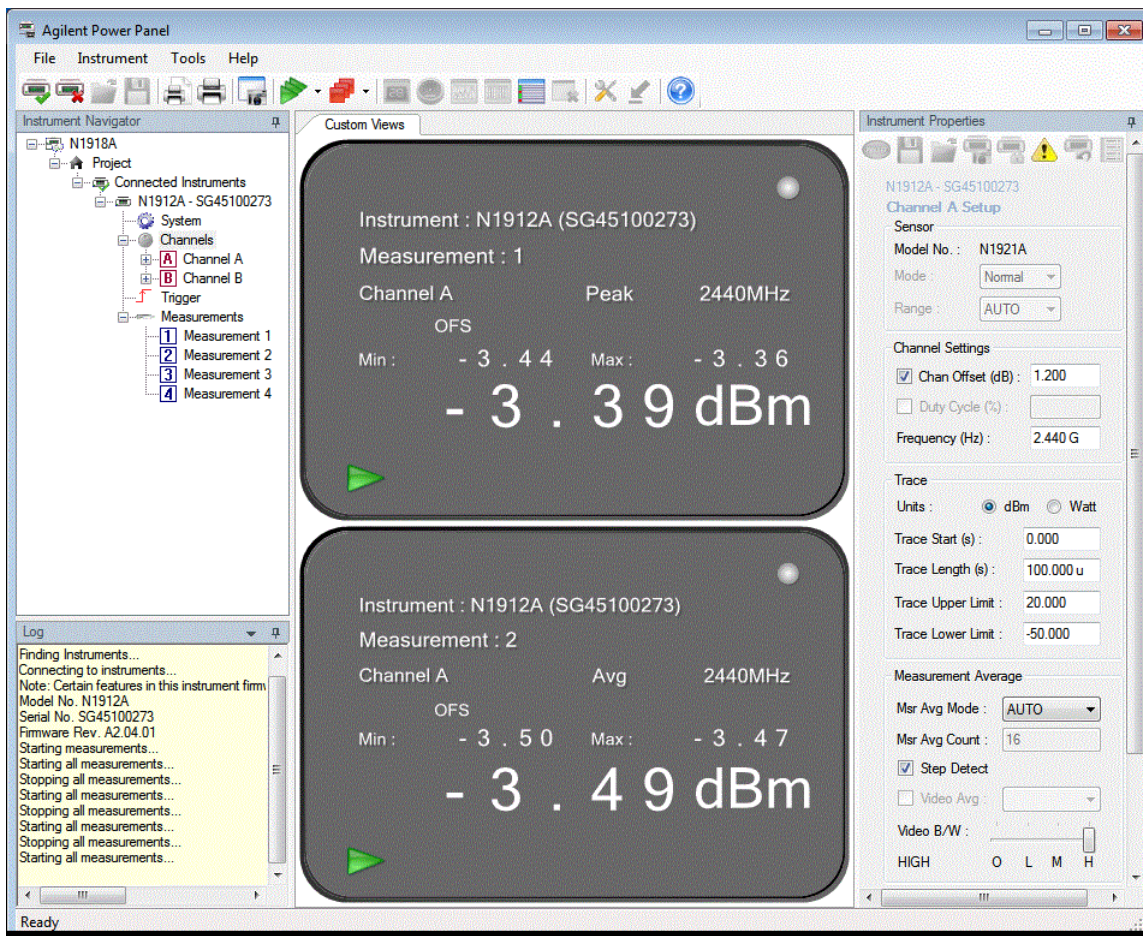 Agilent Power Panel
File Instrument Tools Help
Instrument Navigator
N1918A
Project
Connected Instruments
N1912A - SG45100273
System
Channels
A Channel A
B Channel B
Trigger
Measurements
1 Measurement 1
2 Measurement 2
3 Measurement 3
4 Measurement 4
Log
Finding Instruments...
Connecting to instruments...
Note: Certain features in this instrument firmw
Model No. N1912A
Serial No. SG45100273
Firmware Rev. A2.04.01
Starting measurements...
Starting all measurements...
Stopping all measurements...
Starting all measurements...
Stopping all measurements...
Starting all measurements...
Stopping all measurements...
Starting all measurements...
Ready
Custom Views
Instrument : N1912A (SG45100273)
Measurement : 1
Channel A Peak 2440MHz
OFS
Min : - 3 . 4 4 Max : - 3 . 3 6
- 3 . 3 9 dBm
Instrument : N1912A (SG45100273)
Measurement : 2
Channel A Avg 2440MHz
OFS
Min : - 3 . 5 0 Max : - 3 . 4 7
- 3 . 4 9 dBm
Instrument Properties
N1912A - SG45100273
Channel A Setup
Sensor
Model No. : N1921A
Mode : Normal
Range : AUTO
Channel Settings
Chan Offset (dB) : 1.200
Duty Cycle (%) :
Frequency (Hz) : 2.440 G
Trace
Units : dBm Watt
Trace Start (s) : 0.000
Trace Length (s) : 100.000 u
Trace Upper Limit : 20.000
Trace Lower Limit : -50.000
Measurement Average
Msr Avg Mode : AUTO
Msr Avg Count : 16
Step Detect
Video Avg :
Video B/W :
HIGH O L M H